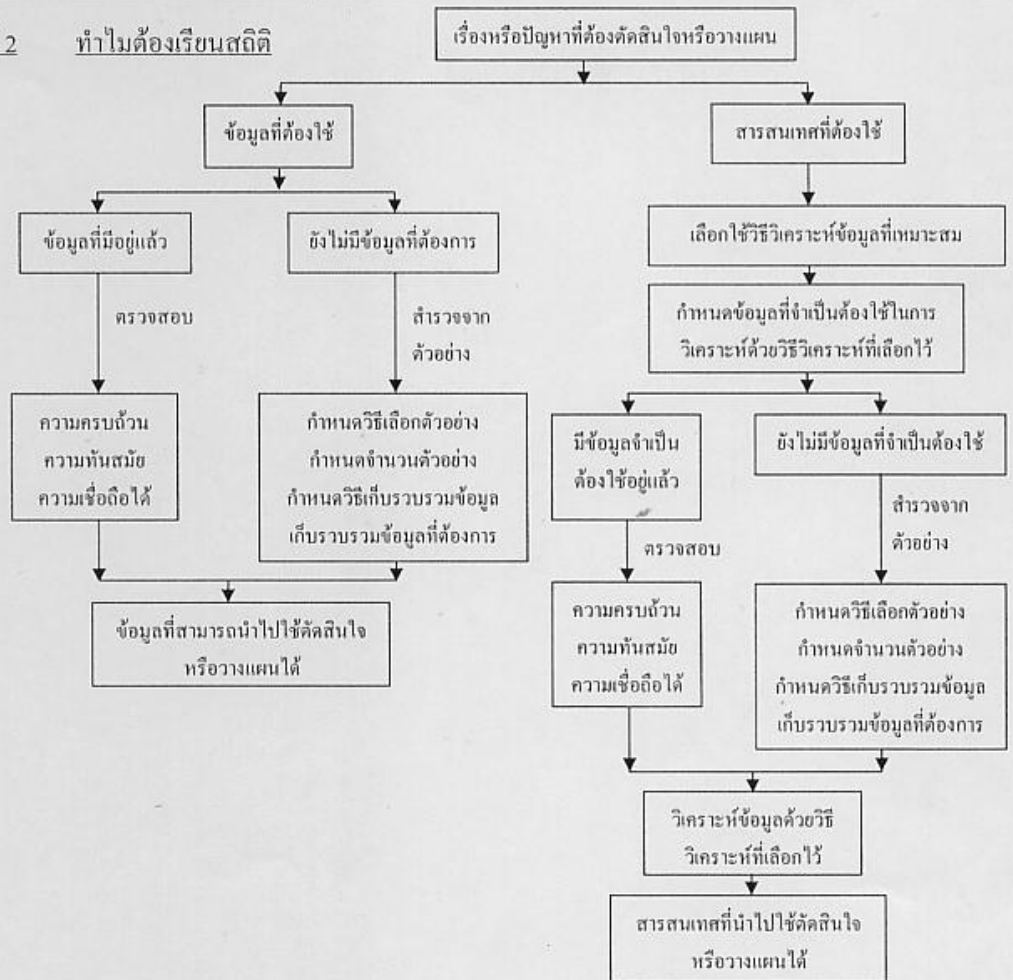 2 ทำไมต้องเรียนสถิติ
เรื่องหรือปัญหาที่ต้องตัดสินใจหรือวางแผน
ข้อมูลที่ต้องใช้
ข้อมูลที่มีอยู่แล้ว
ยังไม่มีข้อมูลที่ต้องการ
ตรวจสอบ
สำรวจจาก
ตัวอย่าง
ความครบถ้วน
ความทันสมัย
ความเชื่อถือได้
กำหนดวิธีเลือกตัวอย่าง
กำหนดจำนวนตัวอย่าง
กำหนดวิธีเก็บรวบรวมข้อมูล
เก็บรวบรวมข้อมูลที่ต้องการ
ข้อมูลที่สามารถนำไปใช้ตัดสินใจ
หรือวางแผนได้
สารสนเทศที่ต้องใช้
เลือกใช้วิธีวิเคราะห์ข้อมูลที่เหมาะสม
กำหนดข้อมูลที่จำเป็นต้องใช้ในการ
วิเคราะห์ด้วยวิธีวิเคราะห์ที่เลือกไว้
มีข้อมูลจำเป็น
ต้องใช้อยู่แล้ว
ยังไม่มีข้อมูลที่จำเป็นต้องใช้
ตรวจสอบ
สำรวจจาก
ตัวอย่าง
ความครบถ้วน
ความทันสมัย
ความเชื่อถือได้
กำหนดวิธีเลือกตัวอย่าง
กำหนดจำนวนตัวอย่าง
กำหนดวิธีเก็บรวบรวมข้อมูล
เก็บรวบรวมข้อมูลที่ต้องการ
วิเคราะห์ข้อมูลด้วยวิธี
วิเคราะห์ที่เลือกไว้
สารสนเทศที่นำไปใช้ตัดสินใจ
หรือวางแผนได้